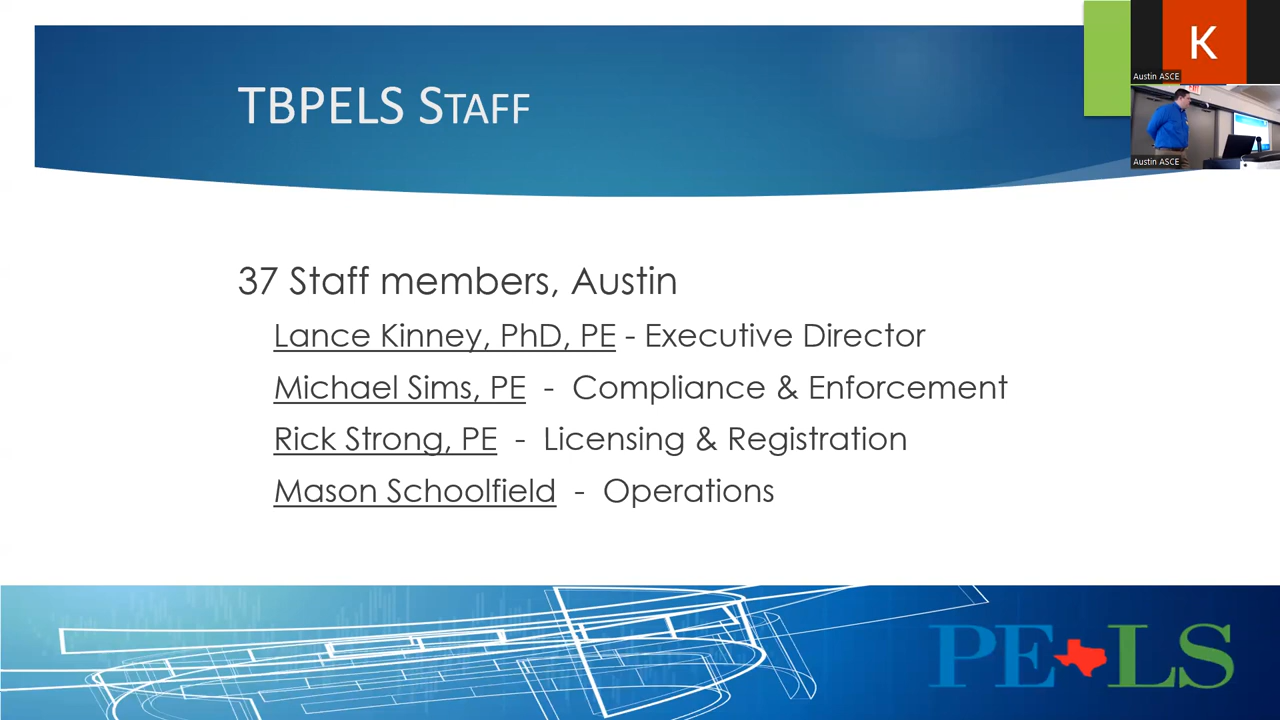 TBPELS STAFF
K
Austin ASCE
Austin ASCE
37 Staff members, Austin
Lance Kinney, PhD, PE - Executive Director
Michael Sims, PE - Compliance & Enforcement
Rick Strong, PE - Licensing & Registration
Mason Schoolfield - Operations
PE LS